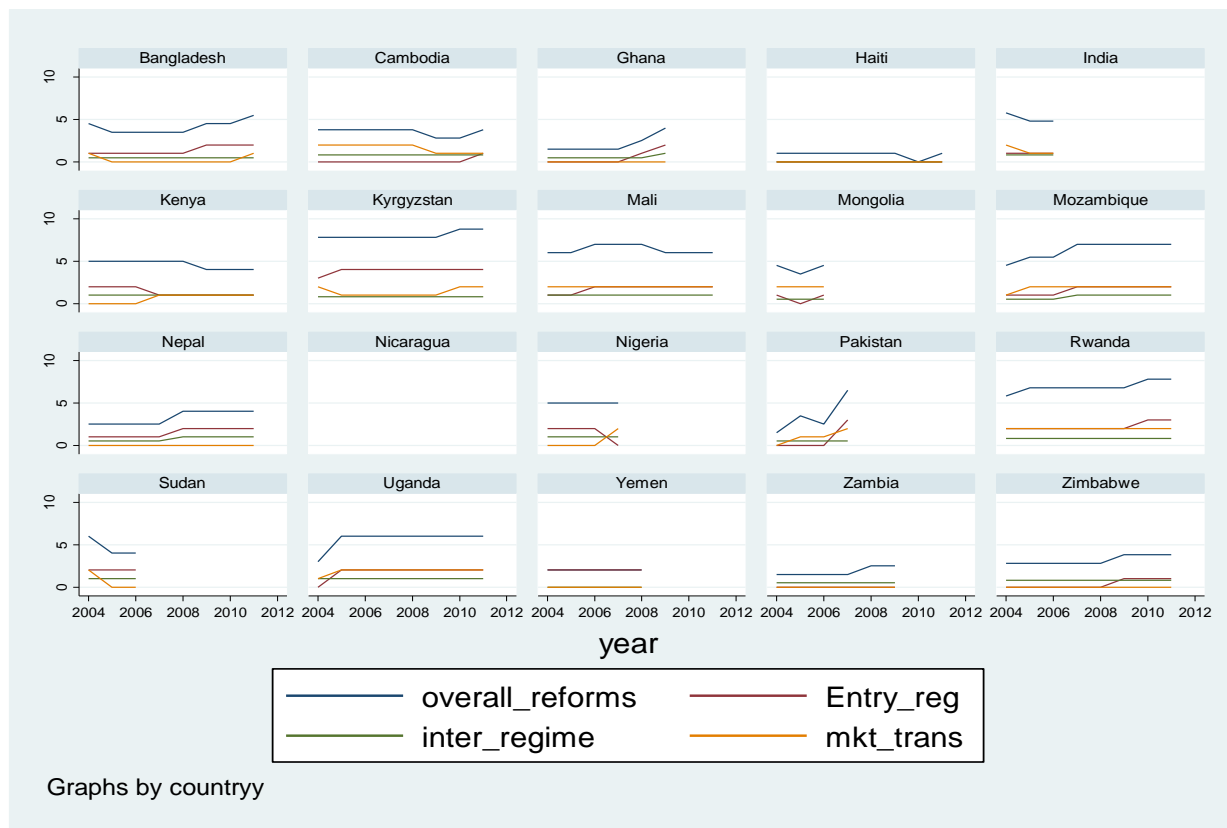 Bangladesh Cambodia Ghana Haiti India
10
5
0
Kenya Kyrgyzstan Mali Mongolia Mozambique
10
5
0
Nepal Nicaragua Nigeria Pakistan Rwanda
10
5
0
Sudan Uganda Yemen Zambia Zimbabwe
10
5
0
2004 2006 2008 2010 2012 2004 2006 2008 2010 2012 2004 2006 2008 2010 2012 2004 2006 2008 2010 2012 2004 2006 2008 2010 2012
year
overall_reforms Entry_reg
inter_regime mkt_trans
Graphs by countryy